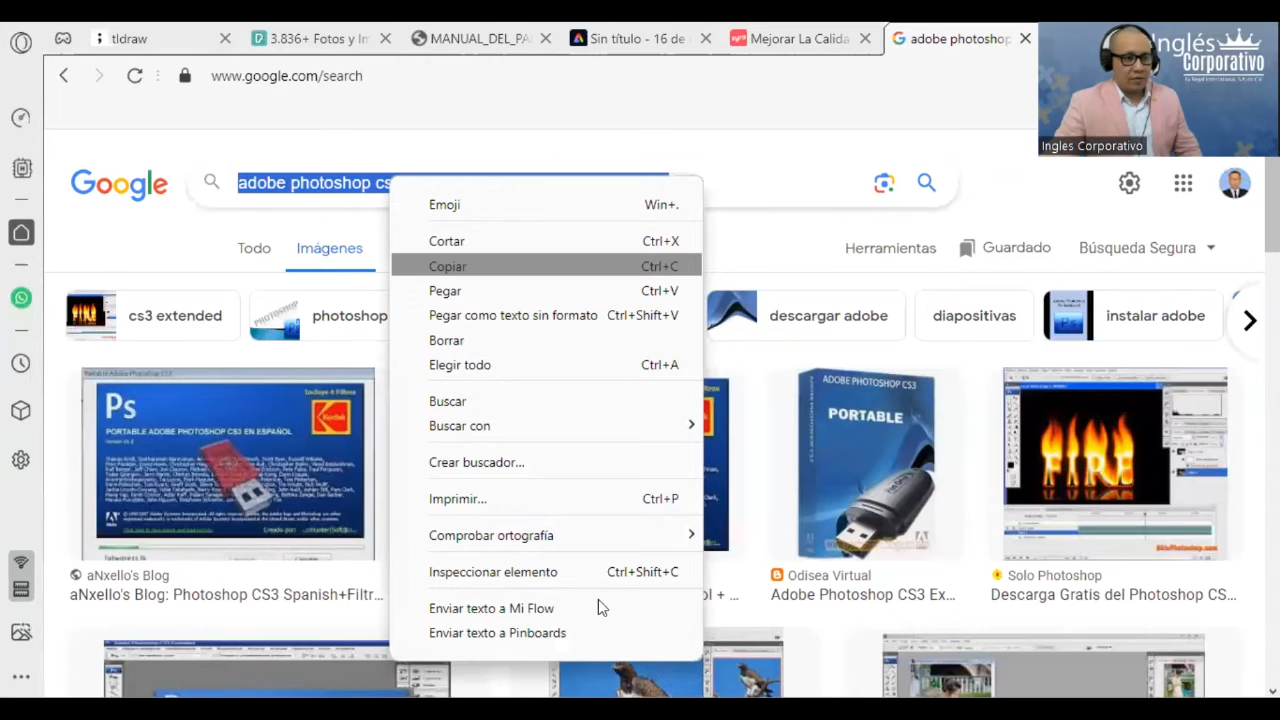 tldraw
3.836+ Fotos y In
MANUAL_DEL_PA
Sin título - 16 de
Mejorar La Calida
adobe photoshop
www.google.com/search
Inglés
Corporativo
Ingles Corporativo
Google
adobe photoshop cs
Todo
Imágenes
Herramientas
Guardado
Búsqueda Segura
cs3 extended
photoshop
descargar adobe
diapositivas
instalar adobe
Emoji Win+.
Cortar Ctrl+X
Copiar Ctrl+C
Pegar Ctrl+V
Pegar como texto sin formato Ctrl+Shift+V
Borrar
Elegir todo Ctrl+A
Buscar
Buscar con
Crear buscador...
Imprimir... Ctrl+P
Comprobar ortografía
Inspeccionar elemento Ctrl+Shift+C
Enviar texto a Mi Flow
Enviar texto a Pinboards
Incluye + Filtros
Kodak
Ps
PORTABLE ADOBE PHOTOSHOP CS3 EN ESPAÑOL
ADOBE PHOTOSHOP CS3
PORTABLE
FIRE
aNxello's Blog
aNxello's Blog: Photoshop CS3 Spanish+Filtr...
ol + ...
Odisea Virtual
Adobe Photoshop CS3 Ex...
Solo Photoshop
Descarga Gratis del Photoshop CS...